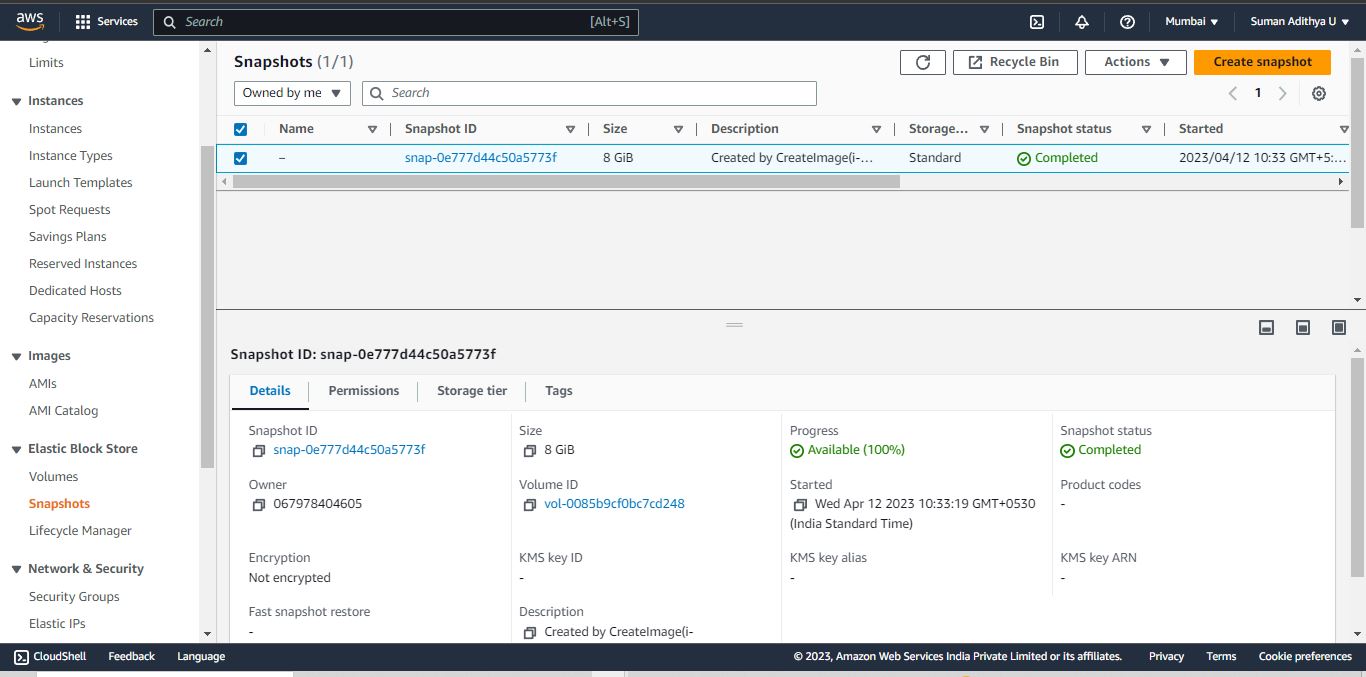 aws Services Search [Alt+S] Mumbai Suman Adithya U
Limits
Instances
Instances
Instance Types
Launch Templates
Spot Requests
Savings Plans
Reserved Instances
Dedicated Hosts
Capacity Reservations
Images
AMIs
AMI Catalog
Elastic Block Store
Volumes
Snapshots
Lifecycle Manager
Network & Security
Security Groups
Elastic IPs
Snapshots (1/1) Recycle Bin Actions Create snapshot
Owned by me Search 1
Name Snapshot ID Size Description Storage... Snapshot status Started
– snap-0e777d44c50a5773f 8 GiB Created by CreateImage(i-... Standard Completed 2023/04/12 10:33 GMT+5:...
Snapshot ID: snap-0e777d44c50a5773f
Details Permissions Storage tier Tags
Snapshot ID Size Progress Snapshot status
snap-0e777d44c50a5773f 8 GiB Available (100%) Completed
Owner Volume ID Started Product codes
067978404605 vol-0085b9cf0bc7cd248 Wed Apr 12 2023 10:33:19 GMT+0530 -
(India Standard Time)
Encryption KMS key ID KMS key alias KMS key ARN
Not encrypted - - -
Fast snapshot restore Description
- Created by CreateImage(i-
CloudShell Feedback Language © 2023, Amazon Web Services India Private Limited or its affiliates. Privacy Terms Cookie preferences